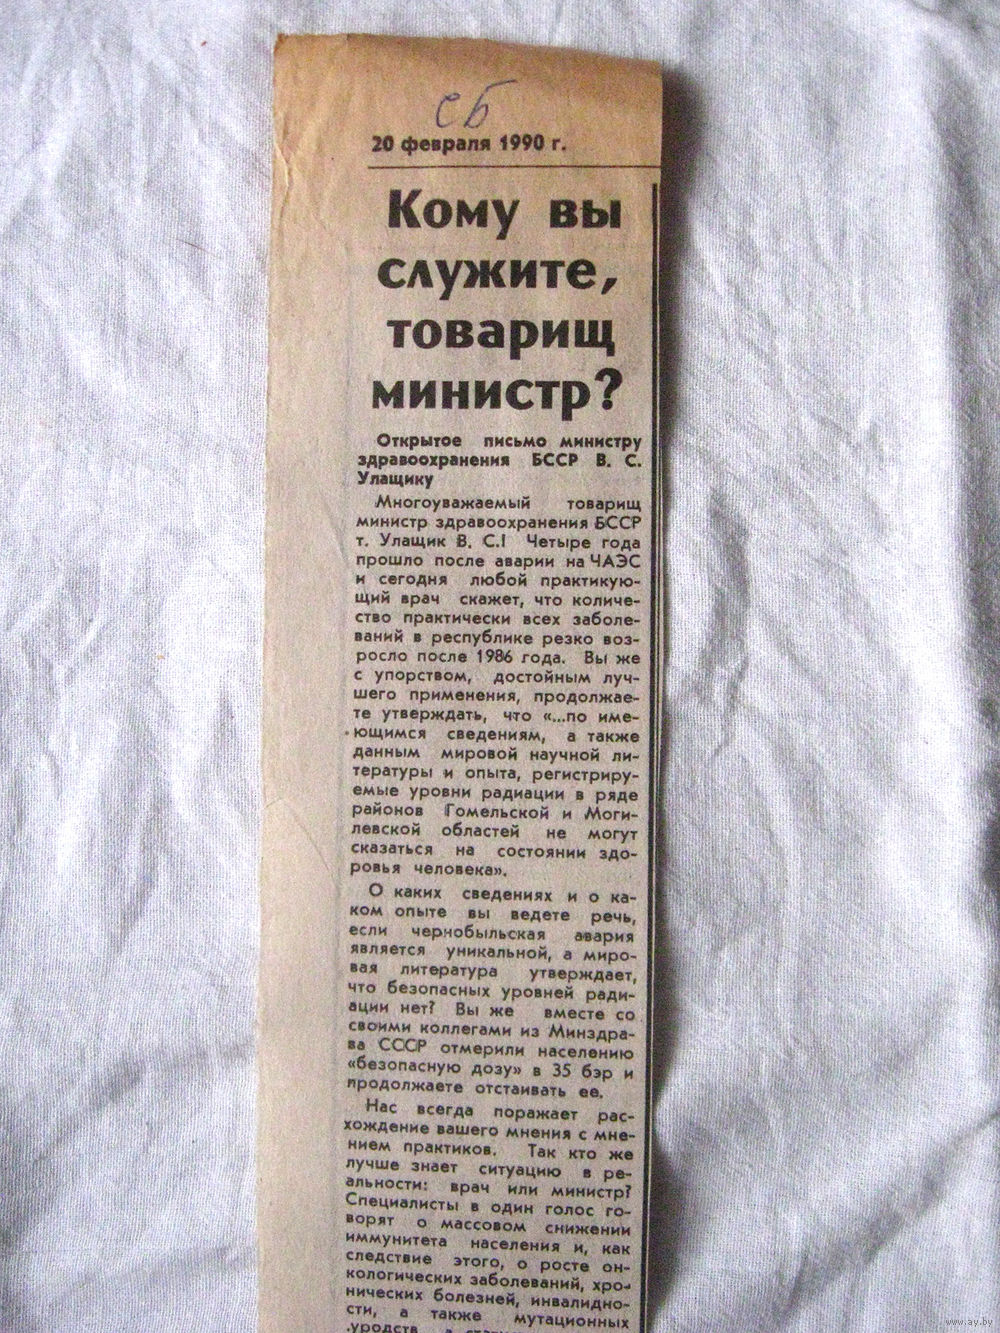 сб
20 февраля 1990 г.
Кому вы
служите,
товарищ
министр?
Открытое письмо министру
здравоохранения БССР В. С.
Улащику
Многоуважаемый товарищ
министр здравоохранения БССР
т. Улащик В. С.! Четыре года
прошло после аварии на ЧАЭС
и сегодня любой практикую-
щий врач скажет, что количе-
ство практически всех заболе-
ваний в республике резко воз-
росло после 1986 года. Вы же
с упорством, достойным луч-
шего применения, продолжае-
те утверждать, что «...по име-
ющимся сведениям, а также
данным мировой научной ли-
тературы и опыта, регистрируе-
мые уровни радиации в ряде
районов Гомельской и Моги-
левской областей не могут
сказаться на состоянии здо-
ровья человека».
О каких сведениях и о ка-
ком опыте вы ведете речь,
если чернобыльская авария
является уникальной, а миро-
вая литература утверждает,
что безопасных уровней ради-
ации нет? Вы же вместе со
своими коллегами из Минздра-
ва СССР отмерили населению
«безопасную дозу» в 35 бэр и
продолжаете отстаивать ее.
Нас всегда поражает рас-
хождение вашего мнения с мне-
нием практиков. Так кто же
лучше знает ситуацию в ре-
альности: врач или министр?
Специалисты в один голос го-
ворят о массовом снижении
иммунитета населения и, как
следствие этого, о росте он-
кологических заболеваний, хро-
нических болезней, инвалидно-
сти, а также мутационных
уродств, а
www.ay.by